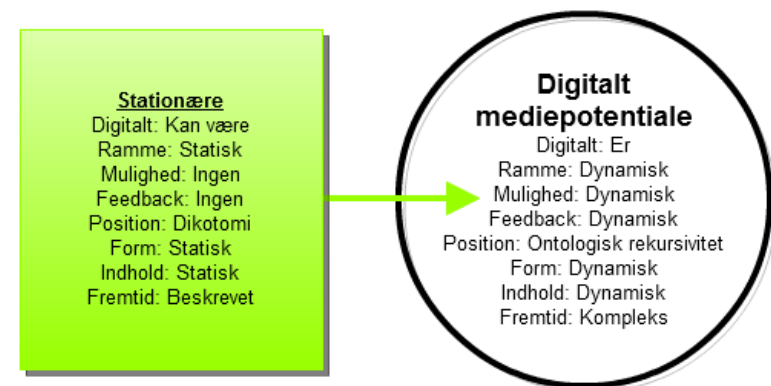 Stationære
Digitalt: Kan være
Ramme: Statisk
Mulighed: Ingen
Feedback: Ingen
Position: Dikotomi
Form: Statisk
Indhold: Statisk
Fremtid: Beskrevet
Digitalt
mediepotentiale
Digitalt: Er
Ramme: Dynamisk
Mulighed: Dynamisk
Feedback: Dynamisk
Position: Ontologisk rekursivitet
Form: Dynamisk
Indhold: Dynamisk
Fremtid: Kompleks